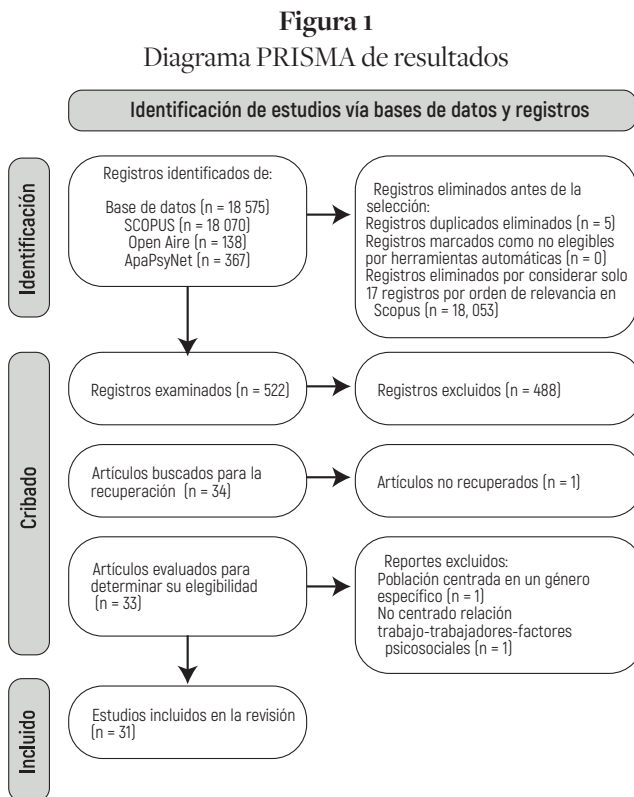 Figura 1
Diagrama PRISMA de resultados
Identificación de estudios vía bases de datos y registros
Identificación
Registros identificados de:
Base de datos (n = 18 575)
SCOPUS (n = 18 070)
Open Aire (n = 138)
ApaPsyNet (n = 367)
Registros eliminados antes de la
selección:
Registros duplicados eliminados (n = 5)
Registros marcados como no elegibles
por herramientas automáticas (n = 0)
Registros eliminados por considerar solo
17 registros por orden de relevancia en
Scopus (n = 18, 053)
Cribado
Registros examinados (n = 522)
Registros excluidos (n = 488)
Artículos buscados para la
recuperación (n = 34)
Artículos no recuperados (n = 1)
Artículos evaluados para
determinar su elegibilidad
(n = 33)
Reportes excluidos:
Población centrada en un género
específico (n = 1)
No centrado relación
trabajo-trabajadores-factores
psicosociales (n = 1)
Incluido
Estudios incluidos en la revisión
(n = 31)